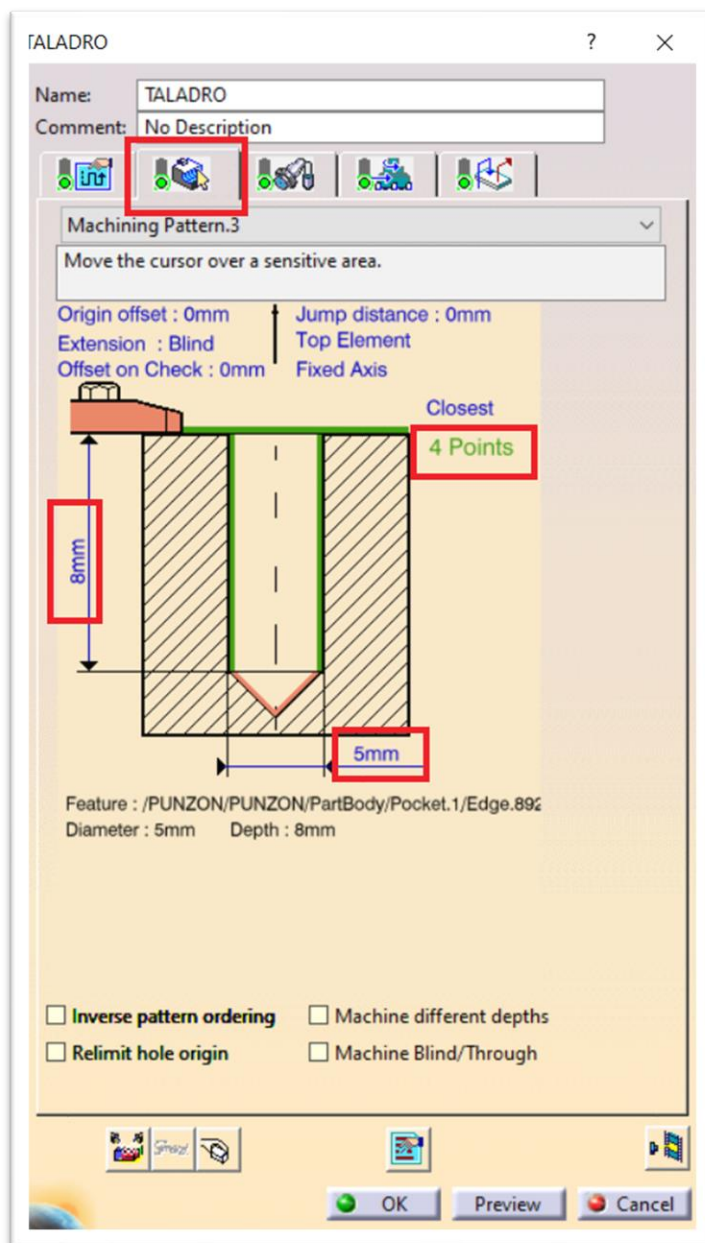 TALADRO
?
Name: TALADRO
Comment: No Description
Machining Pattern.3
Move the cursor over a sensitive area.
Origin offset : 0mm Jump distance : 0mm
Extension : Blind Top Element
Offset on Check : 0mm Fixed Axis
Closest
4 Points
8mm
5mm
Feature : /PUNZON/PUNZON/PartBody/Pocket.1/Edge.892
Diameter : 5mm Depth : 8mm
Inverse pattern ordering Machine different depths
Relimit hole origin Machine Blind/Through
OK Preview Cancel